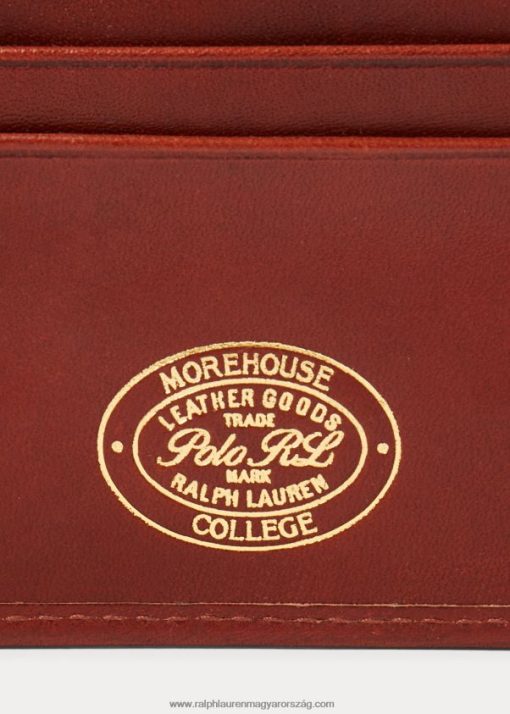 MOREHOUSE
LEATHER GOODS
TRADE
Polo RL
MARK
RALPH LAUREN
COLLEGE
www.ralphlaurenmagyarország.com